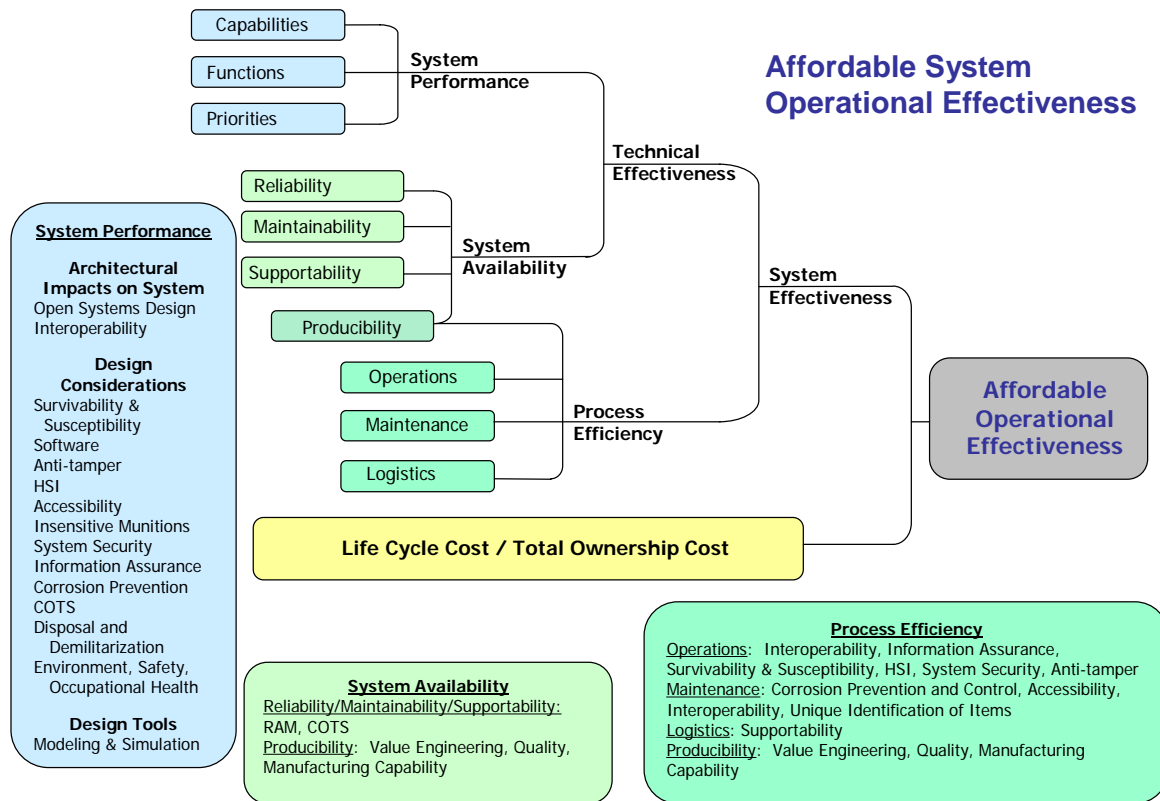 Affordable System
Operational Effectiveness
Capabilities
Functions
Priorities
System
Performance
Technical
Effectiveness
Reliability
Maintainability
Supportability
Producibility
System
Availability
System
Effectiveness
Operations
Maintenance
Logistics
Process
Efficiency
Affordable
Operational
Effectiveness
Life Cycle Cost / Total Ownership Cost
System Performance
Architectural
Impacts on System
Open Systems Design
Interoperability
Design
Considerations
Survivability &
Susceptibility
Software
Anti-tamper
HSI
Accessibility
Insensitive Munitions
System Security
Information Assurance
Corrosion Prevention
COTS
Disposal and
Demilitarization
Environment, Safety,
Occupational Health
Design Tools
Modeling & Simulation
System Availability
Reliability/Maintainability/Supportability:
RAM, COTS
Producibility: Value Engineering, Quality,
Manufacturing Capability
Process Efficiency
Operations: Interoperability, Information Assurance,
Survivability & Susceptibility, HSI, System Security, Anti-tamper
Maintenance: Corrosion Prevention and Control, Accessibility,
Interoperability, Unique Identification of Items
Logistics: Supportability
Producibility: Value Engineering, Quality, Manufacturing
Capability